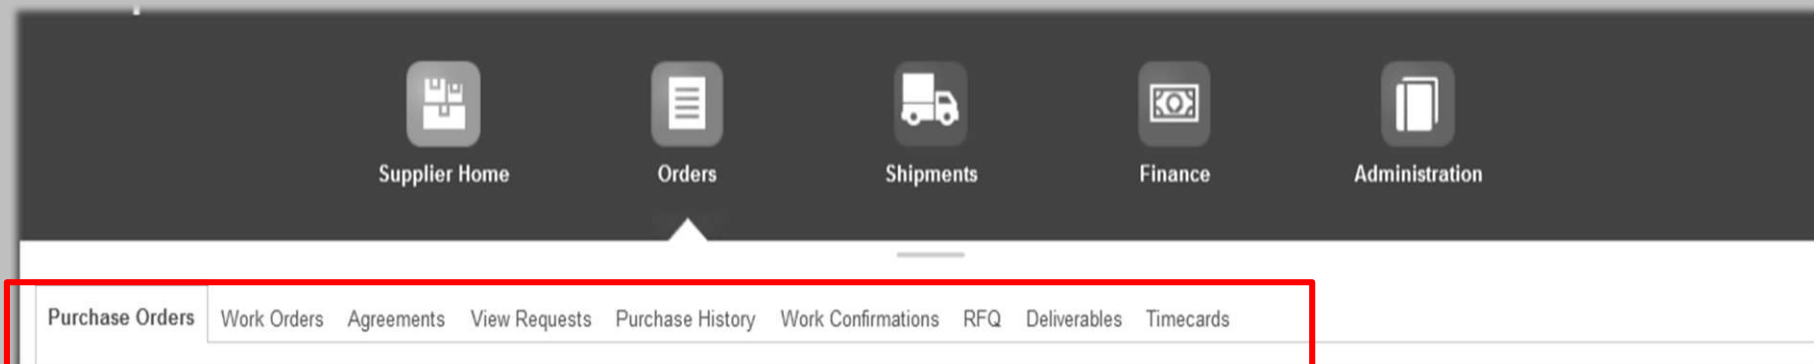 Supplier Home Orders Shipments Finance Administration
Purchase Orders Work Orders Agreements View Requests Purchase History Work Confirmations RFQ Deliverables Timecards